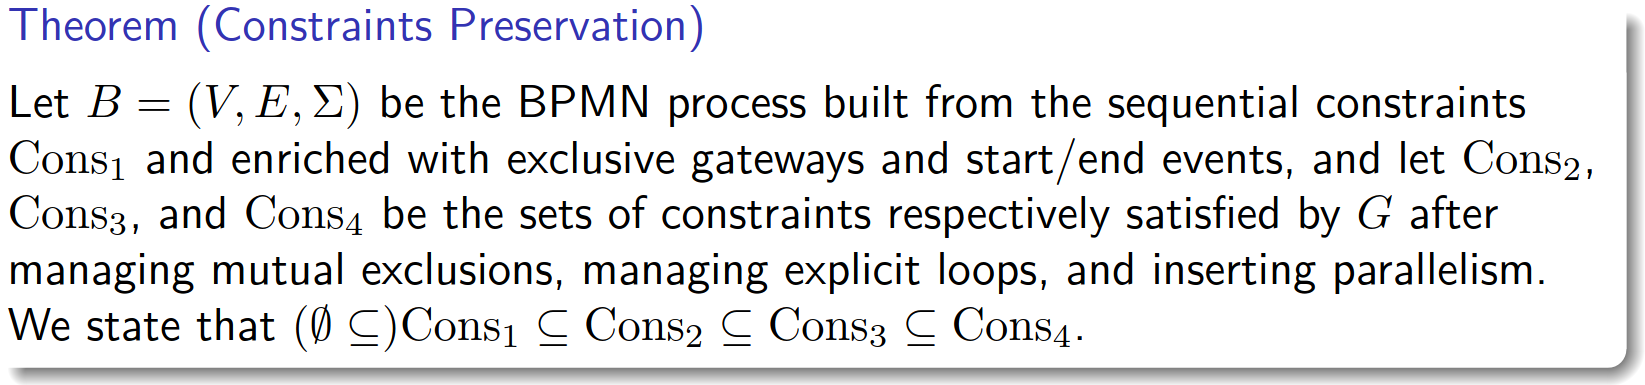 Theorem (Constraints Preservation)
Let B = (V, E, Σ) be the BPMN process built from the sequential constraints
Cons₁ and enriched with exclusive gateways and start/end events, and let Cons₂,
Cons₃, and Cons₄ be the sets of constraints respectively satisfied by G after
managing mutual exclusions, managing explicit loops, and inserting parallelism.
We state that (∅ ⊆)Cons₁ ⊆ Cons₂ ⊆ Cons₃ ⊆ Cons₄.